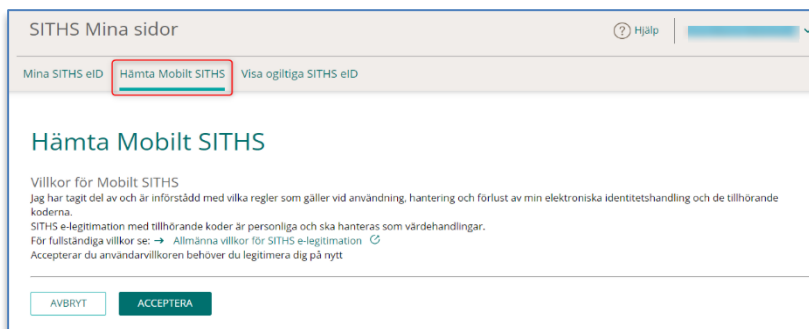 SITHS Mina sidor
? Hjälp
Mina SITHS eID Hämta Mobilt SITHS Visa ogiltiga SITHS eID
Hämta Mobilt SITHS
Villkor för Mobilt SITHS
Jag har tagit del av och är införstådd med vilka regler som gäller vid användning, hantering och förlust av min elektroniska identitetshandling och de tillhörande
koderna.
SITHS e-legitimation med tillhörande koder är personliga och ska hanteras som värdehandlingar.
För fullständiga villkor se: → Allmänna villkor för SITHS e-legitimation
Accepterar du användarvillkoren behöver du legitimera dig på nytt
AVBRYT ACCEPTERA